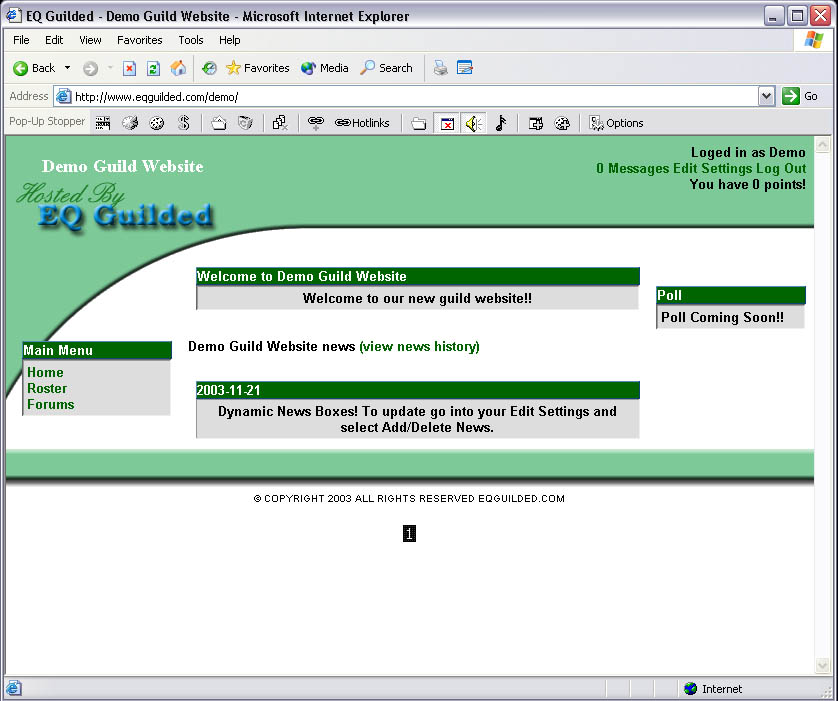 EQ Guilded - Demo Guild Website - Microsoft Internet Explorer
File Edit View Favorites Tools Help
Back Favorites Media Search
Address http://www.eqguilded.com/demo/ Go
Pop-Up Stopper $ Hotlinks Options
Loged in as Demo
0 Messages Edit Settings Log Out
You have 0 points!
Demo Guild Website
Hosted By
EQ Guilded
Welcome to Demo Guild Website
Welcome to our new guild website!!
Poll
Poll Coming Soon!!
Main Menu
Home
Roster
Forums
Demo Guild Website news (view news history)
2003-11-21
Dynamic News Boxes! To update go into your Edit Settings and
select Add/Delete News.
© COPYRIGHT 2003 ALL RIGHTS RESERVED EQGUILDED.COM
1
Internet